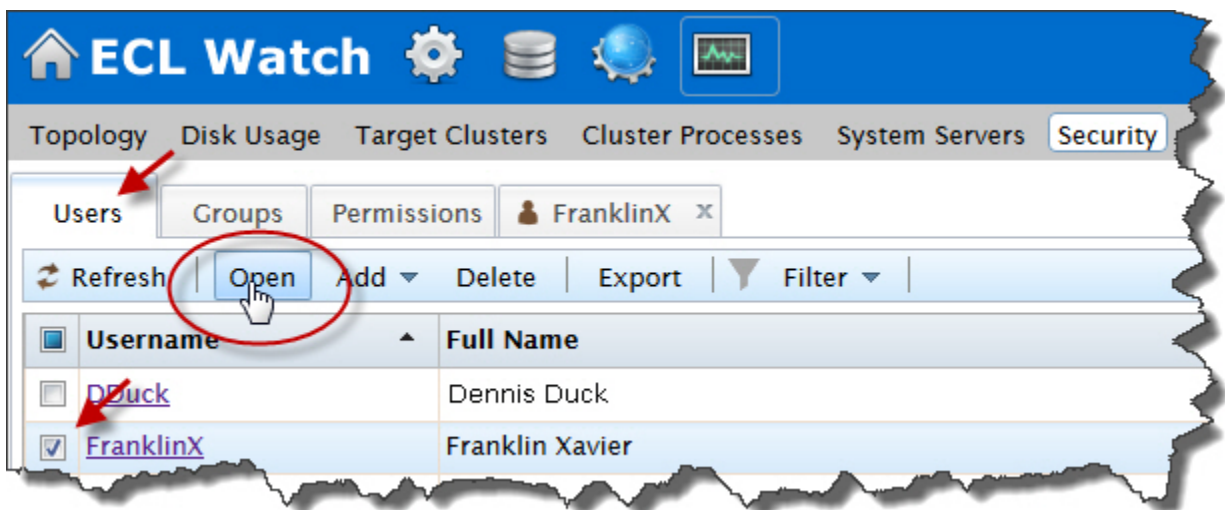 ECL Watch
Topology Disk Usage Target Clusters Cluster Processes System Servers Security
Users Groups Permissions FranklinX x
Refresh Open Add Delete Export Filter
Username Full Name
DDuck Dennis Duck
FranklinX Franklin Xavier